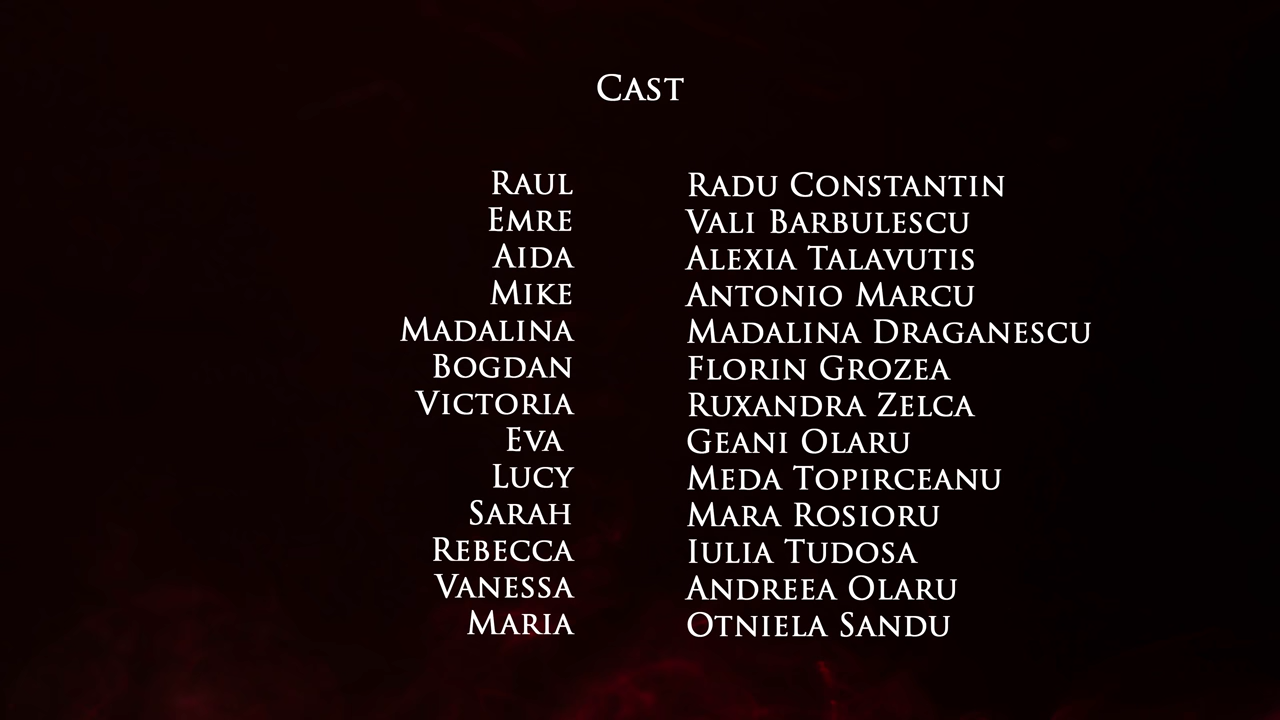 Cast
Raul Radu Constantin
Emre Vali Barbulescu
Aida Alexia Talavutis
Mike Antonio Marcu
Madalina Madalina Draganescu
Bogdan Florin Grozea
Victoria Ruxandra Zelca
Eva Geani Olaru
Lucy Meda Topirceanu
Sarah Mara Rosioru
Rebecca Iulia Tudosa
Vanessa Andreea Olaru
Maria Otniela Sandu